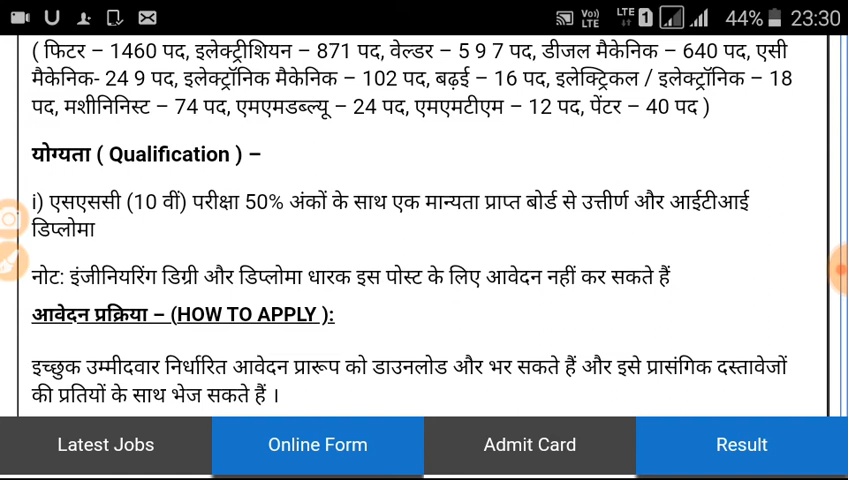 Vo) LTE LTE 1 44% 23:30
( फिटर – 1460 पद, इलेक्ट्रीशियन – 871 पद, वेल्डर – 5 9 7 पद, डीजल मैकेनिक – 640 पद, एसी
मैकेनिक- 24 9 पद, इलेक्ट्रॉनिक मैकेनिक – 102 पद, बढ़ई – 16 पद, इलेक्ट्रिकल / इलेक्ट्रॉनिक – 18
पद, मशीनिनिस्ट – 74 पद, एमएमडब्ल्यू – 24 पद, एमएमटीएम – 12 पद, पेंटर – 40 पद )
योग्यता ( Qualification ) –
i) एसएससी (10 वीं) परीक्षा 50% अंकों के साथ एक मान्यता प्राप्त बोर्ड से उत्तीर्ण और आईटीआई
डिप्लोमा
नोट: इंजीनियरिंग डिग्री और डिप्लोमा धारक इस पोस्ट के लिए आवेदन नहीं कर सकते हैं
आवेदन प्रक्रिया – (HOW TO APPLY ):
इच्छुक उम्मीदवार निर्धारित आवेदन प्रारूप को डाउनलोड और भर सकते हैं और इसे प्रासंगिक दस्तावेजों
की प्रतियों के साथ भेज सकते हैं ।
Latest Jobs Online Form Admit Card Result